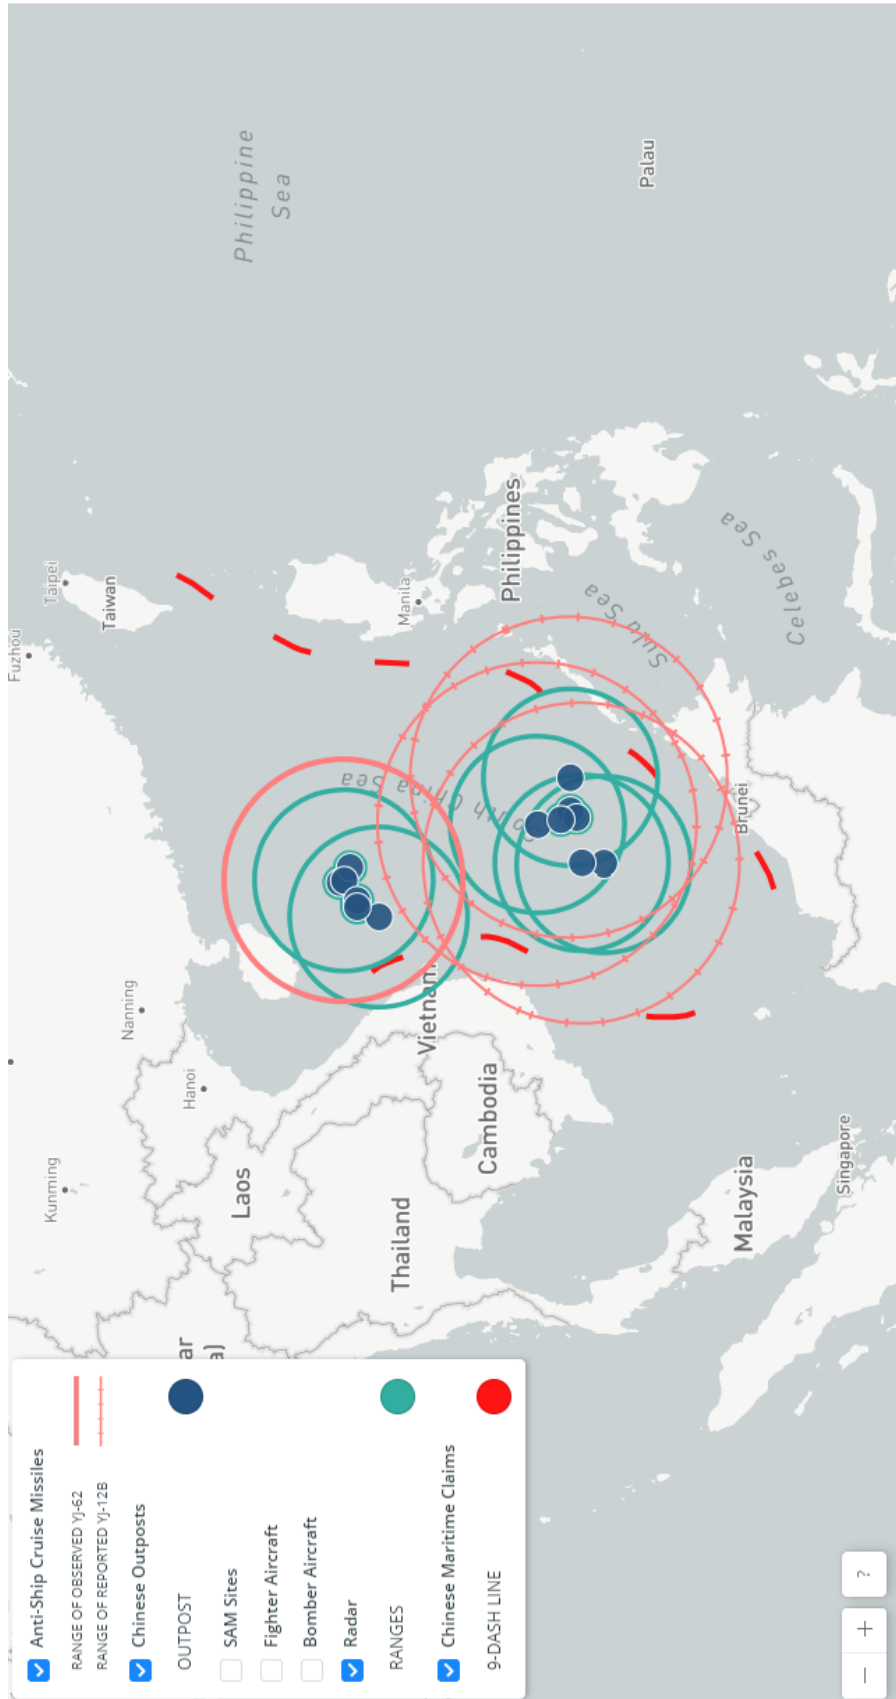 Anti-Ship Cruise Missiles
RANGE OF OBSERVED YJ-62
RANGE OF REPORTED YJ-12B
Chinese Outposts
OUTPOST
SAM Sites
Fighter Aircraft
Bomber Aircraft
Radar
RANGES
Chinese Maritime Claims
9-DASH LINE
Kunming
Nanning
Fuzhou
Taipei
Taiwan
Hanoi
Laos
Thailand
Vietnam
Cambodia
Manila
Philippines
Philippine
Sea
Palau
South China Sea
Sulu Sea
Celebes Sea
Brunei
Malaysia
Singapore
ar
a)
− + ?